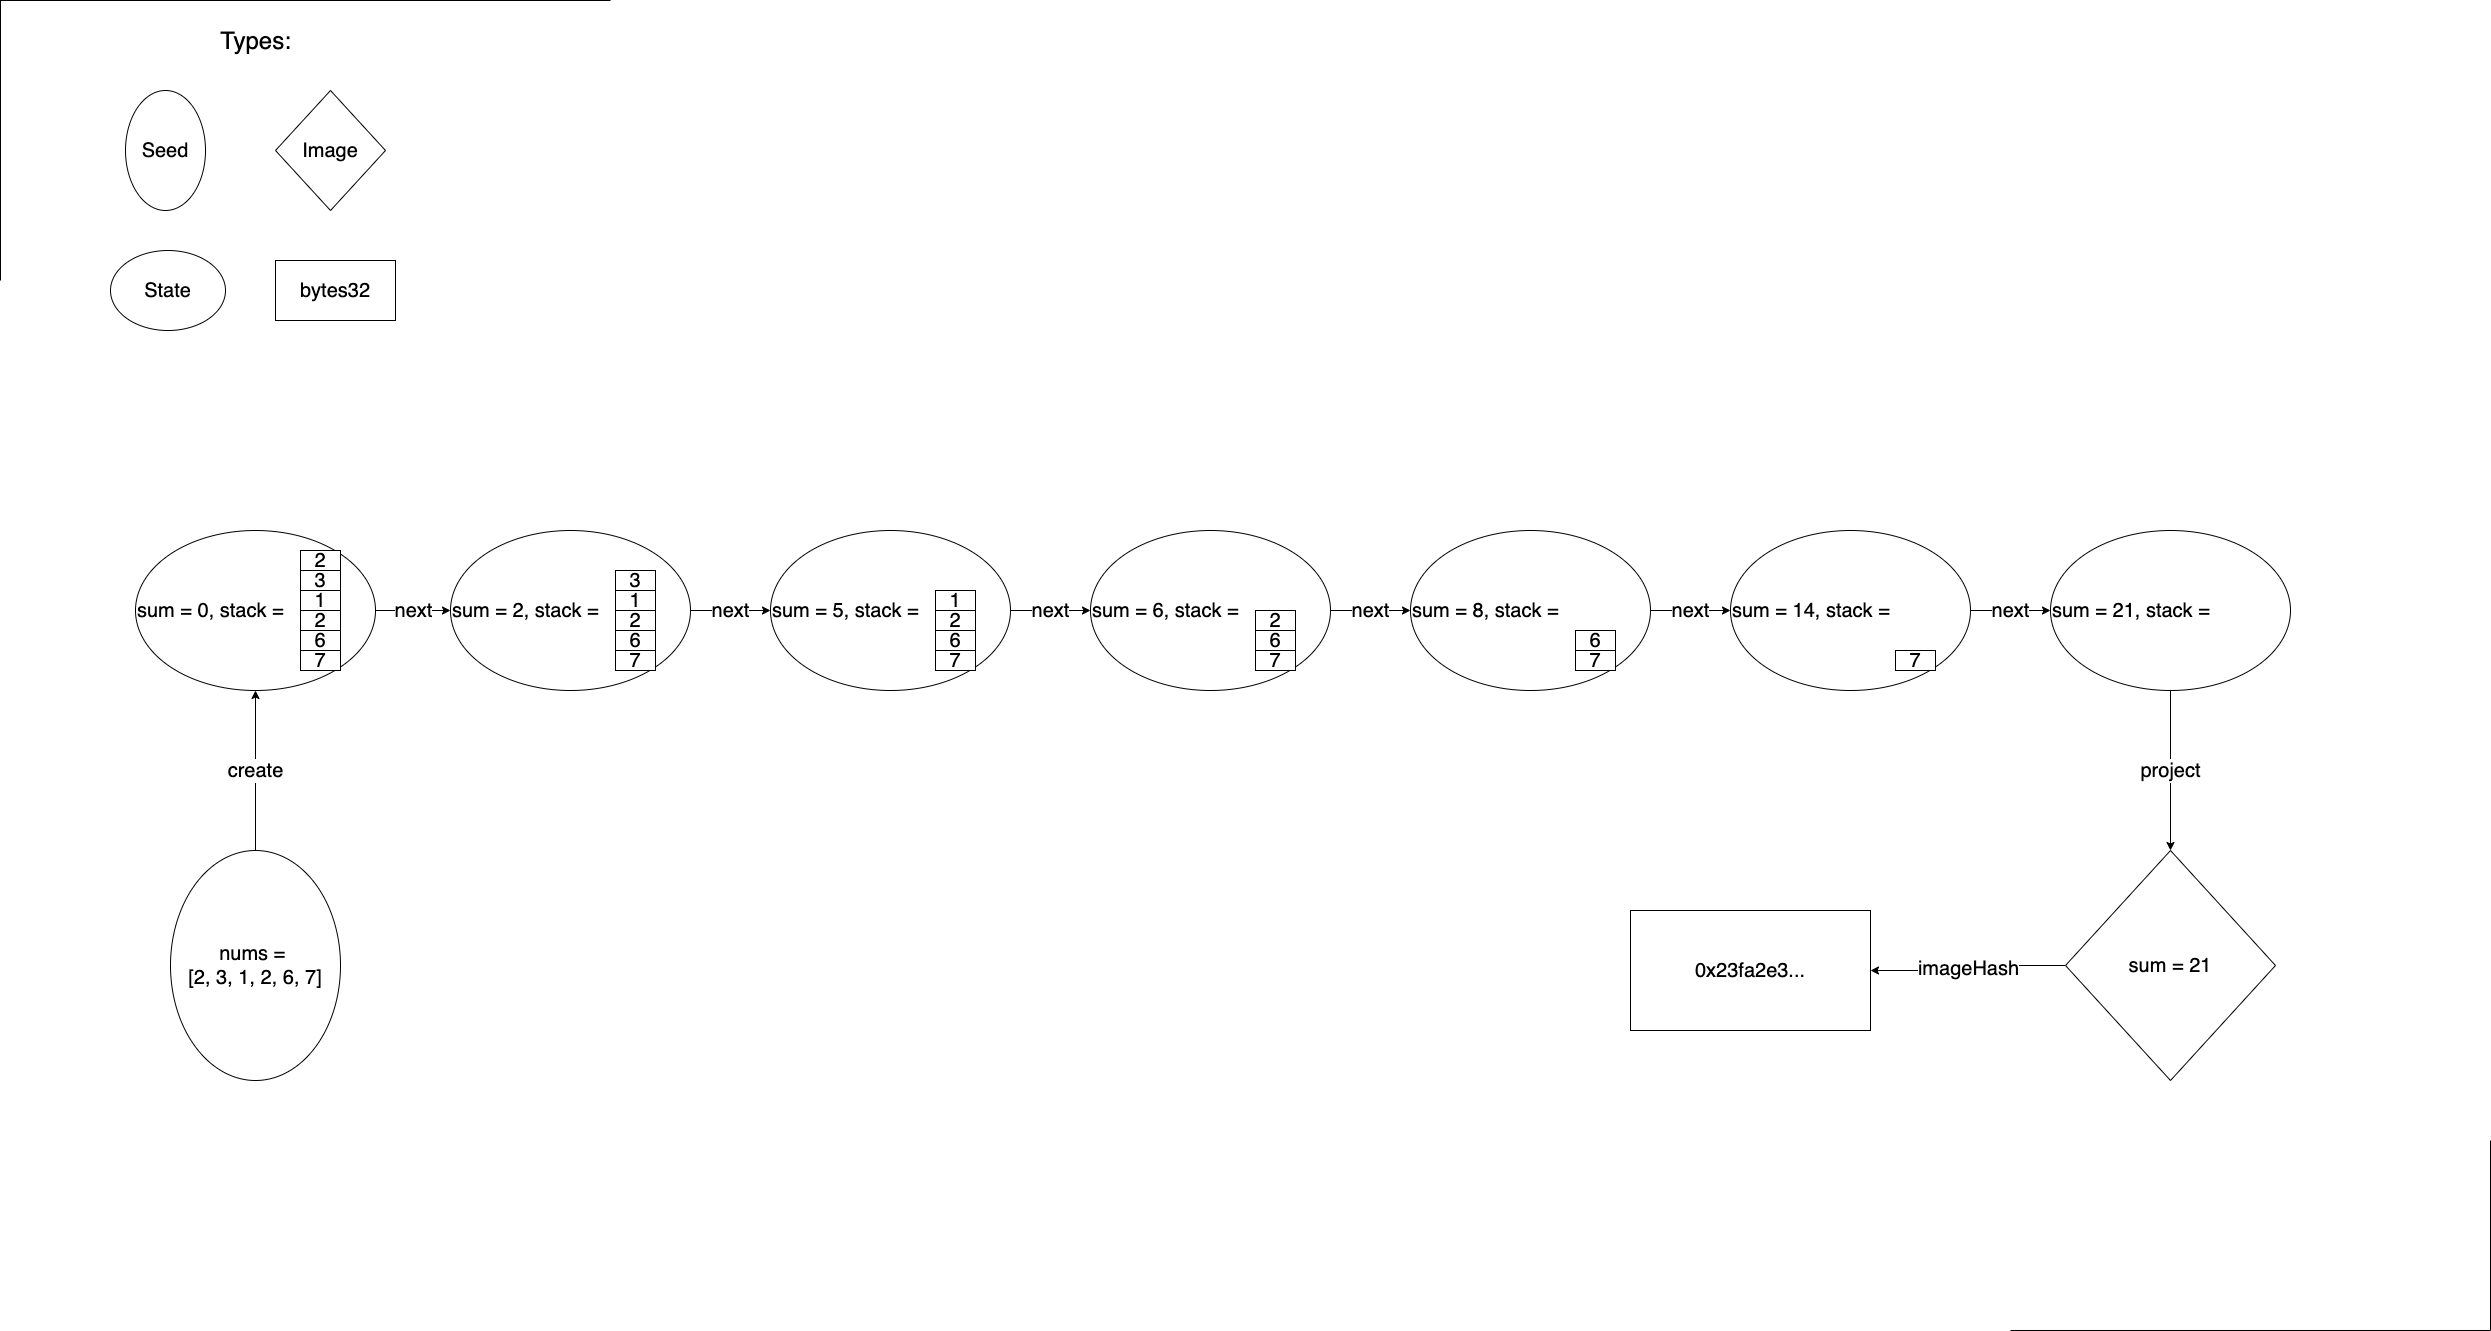 Types:
Seed
Image
State
bytes32
sum = 0, stack =
2
3
1
2
6
7
next
sum = 2, stack =
3
1
2
6
7
next
sum = 5, stack =
1
2
6
7
next
sum = 6, stack =
2
6
7
next
sum = 8, stack =
6
7
next
sum = 14, stack =
7
next
sum = 21, stack =
create
project
nums =
[2, 3, 1, 2, 6, 7]
0x23fa2e3...
imageHash
sum = 21